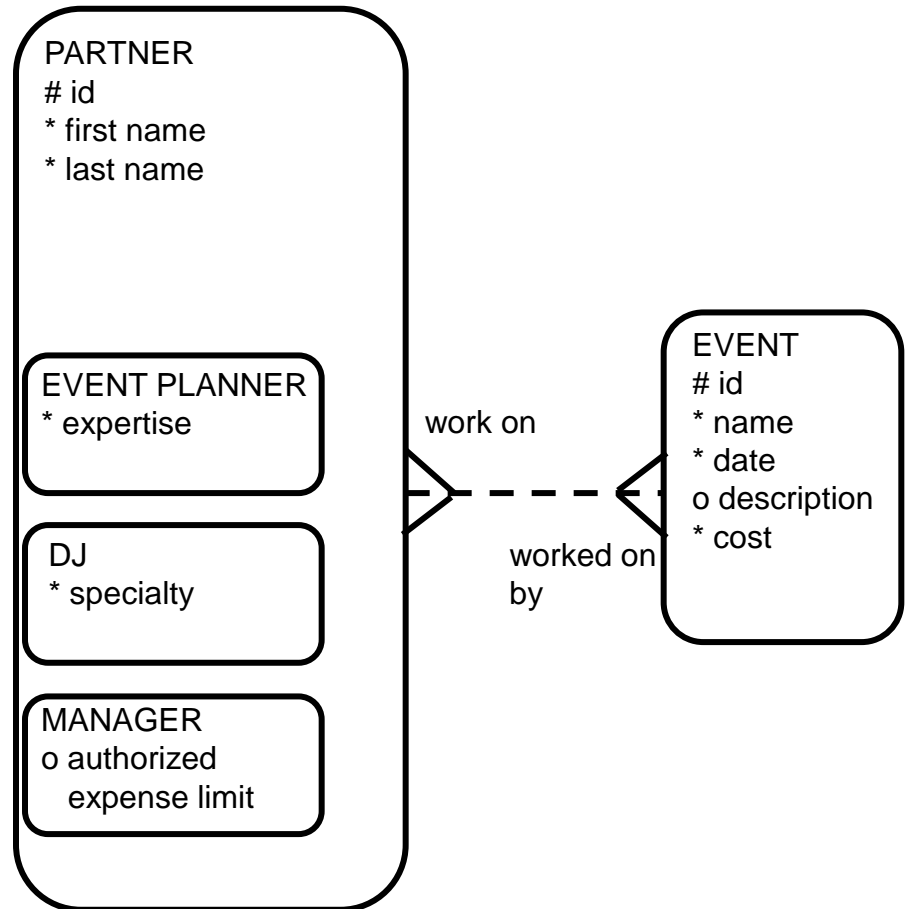 PARTNER
# id
* first name
* last name
EVENT PLANNER
* expertise
DJ
* specialty
MANAGER
o authorized
expense limit
work on
worked on
by
EVENT
# id
* name
* date
o description
* cost